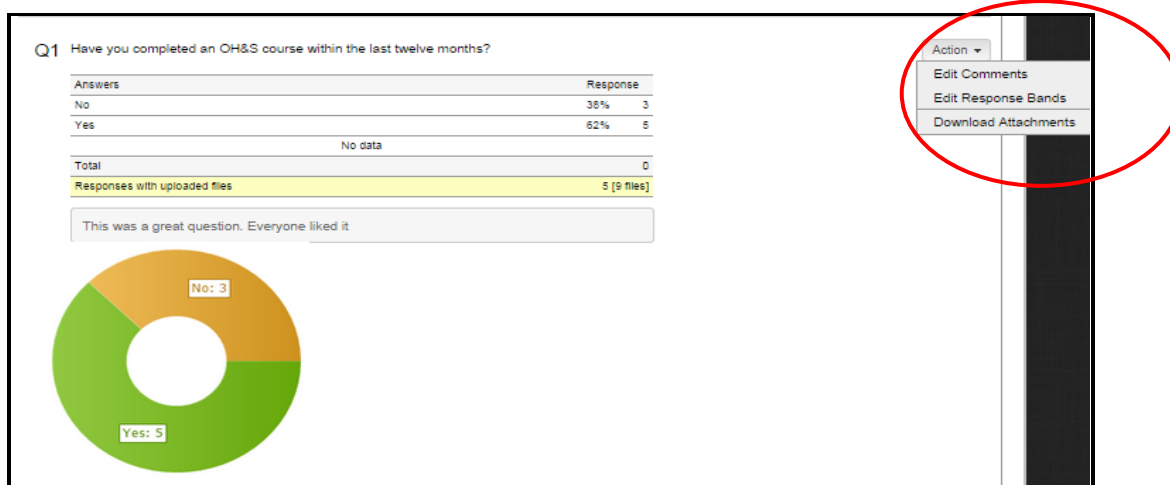 Q1 Have you completed an OH&S course within the last twelve months?
Action
Edit Comments
Edit Response Bands
Download Attachments
Answers Response
No 38% 3
Yes 62% 5
No data
Total 0
Responses with uploaded files 5 [9 files]
This was a great question. Everyone liked it
No: 3
Yes: 5